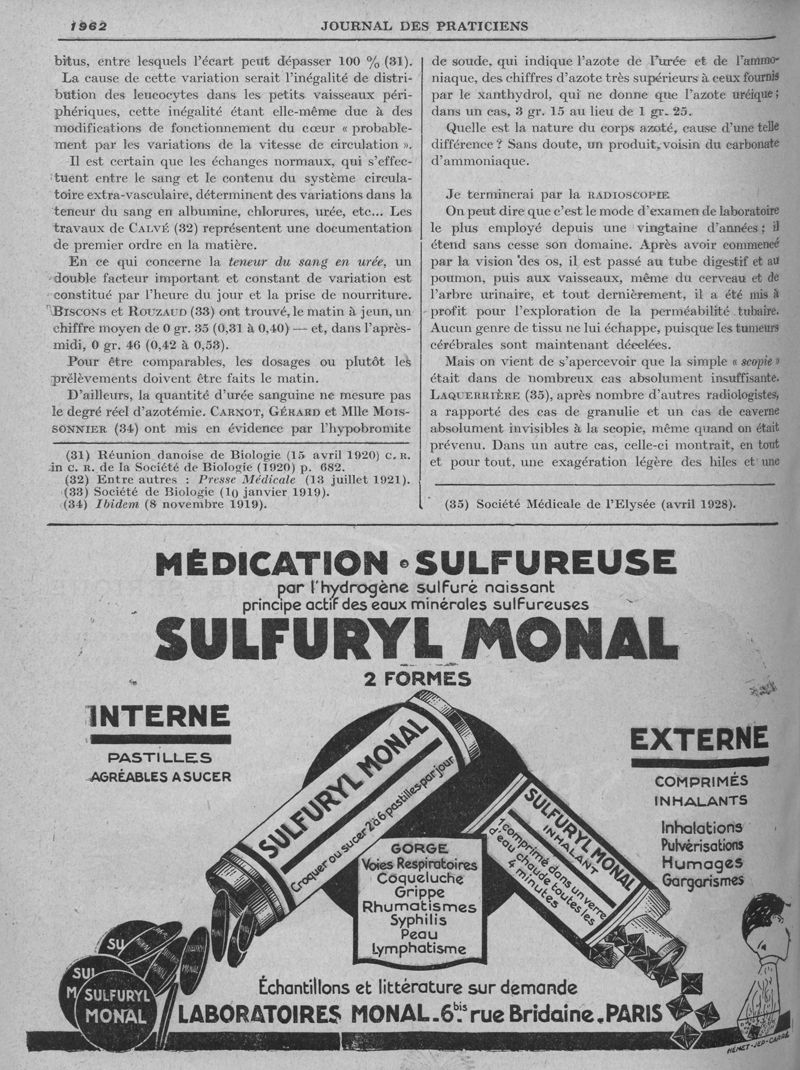 1962
JOURNAL DES PRATICIENS
bitus, entre lesquels l'écart peut dépasser 100 % (31).
La cause de cette variation serait l'inégalité de distri-
bution des leucocytes dans les petits vaisseaux péri-
phériques, cette inégalité étant elle-même due à des
modifications de fonctionnement du cœur « probable-
ment par les variations de la vitesse de circulation ».
Il est certain que les échanges normaux, qui s'effec-
tuent entre le sang et le contenu du système circula-
toire extra-vasculaire, déterminent des variations dans la
teneur du sang en albumine, chlorures, urée, etc... Les
travaux de CALVÉ (32) représentent une documentation
de premier ordre en la matière.
En ce qui concerne la teneur du sang en urée, un
double facteur important et constant de variation est
constitué par l'heure du jour et la prise de nourriture.
BISCONS et ROUZAUD (33) ont trouvé, le matin à jeun, un
chiffre moyen de 0 gr. 35 (0,31 à 0,40) — et, dans l'après-
midi, 0 gr. 46 (0,42 à 0,53).
Pour être comparables, les dosages ou plutôt les
prélèvements doivent être faits le matin.
D'ailleurs, la quantité d'urée sanguine ne mesure pas
le degré réel d'azotémie. CARNOT, GÉRARD et Mlle MOIS-
SONNIER (34) ont mis en évidence par l'hypobromite
(31) Réunion danoise de Biologie (15 avril 1920) C. R.
in C. R. de la Société de Biologie (1920) p. 682.
(32) Entre autres : Presse Médicale (13 juillet 1921).
(33) Société de Biologie (19 janvier 1919).
(34) Ibidem (8 novembre 1919).
de soude, qui indique l'azote de l'urée et de l'ammo-
niaque, des chiffres d'azote très supérieurs à ceux fournis
par le xanthydrol, qui ne donne que l'azote uréique ;
dans un cas, 3 gr. 15 au lieu de 1 gr. 25.
Quelle est la nature du corps azoté, cause d'une telle
différence ? Sans doute, un produit, voisin du carbonate
d'ammoniaque.
Je terminerai par la RADIOSCOPIE
On peut dire que c'est le mode d'examen de laboratoire
le plus employé depuis une vingtaine d'années ; il
étend sans cesse son domaine. Après avoir commencé
par la vision des os, il est passé au tube digestif et au
poumon, puis aux vaisseaux, même du cerveau et de
l'arbre urinaire, et tout dernièrement, il a été mis à
profit pour l'exploration de la perméabilité tubaire.
Aucun genre de tissu ne lui échappe, puisque les tumeurs
cérébrales sont maintenant décelées.
Mais on vient de s'apercevoir que la simple « scopie »
était dans de nombreux cas absolument insuffisante.
LAQUERRIÈRE (35), après nombre d'autres radiologistes,
a rapporté des cas de granulie et un cas de caverne
absolument invisibles à la scopie, même quand on était
prévenu. Dans un autre cas, celle-ci montrait, en tout
et pour tout, une exagération légère des hiles et une
(35) Société Médicale de l'Elysée (avril 1928).
MÉDICATION • SULFUREUSE
par l'hydrogène sulfuré naissant
principe actif des eaux minérales sulfureuses
SULFURYL MONAL
2 FORMES
INTERNE
PASTILLES
AGRÉABLES A SUCER
EXTERNE
COMPRIMÉS
INHALANTS
Inhalations
Pulvérisations
Humages
Gargarismes
SULFURYL MONAL
Croquer ou sucer 2 à 6 pastilles par jour
SULFURYL MONAL
INHALANT
1 comprimé dans un verre
d'eau chaude toutes les
4 minutes
GORGE
Voies Respiratoires
Coqueluche
Grippe
Rhumatismes
Syphilis
Peau
Lymphatisme
SU
MONAL
SUL
M
SULFURYL
MONAL
Échantillons et littérature sur demande
LABORATOIRES MONAL. 6bis rue Bridaine. PARIS
HÉMET-JEP-CARRÉ